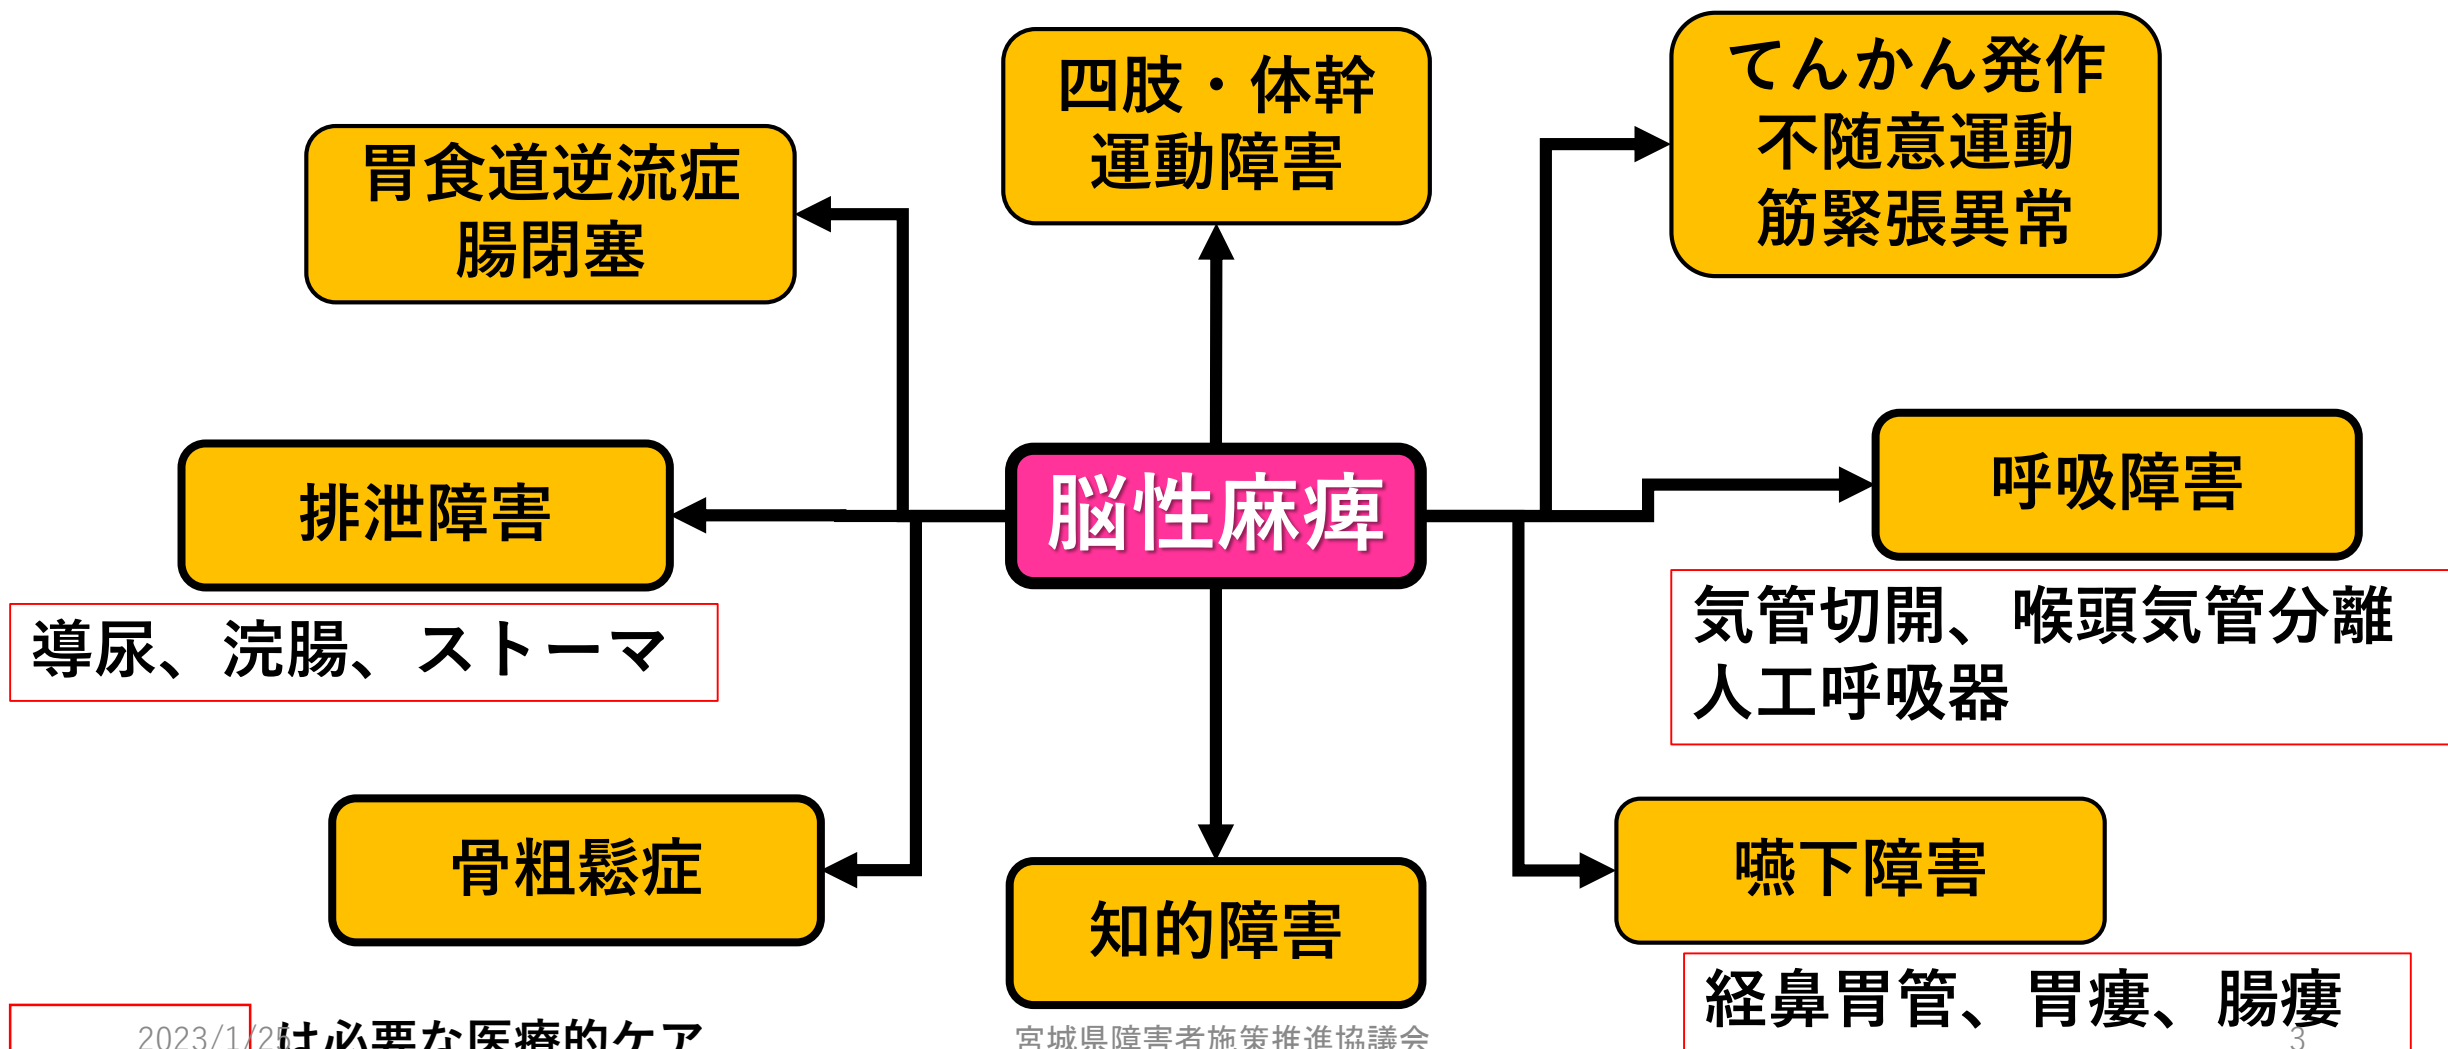 四肢・体幹
運動障害
てんかん発作
不随意運動
筋緊張異常
胃食道逆流症
腸閉塞
排泄障害
脳性麻痺
呼吸障害
導尿、浣腸、ストーマ
気管切開、喉頭気管分離
人工呼吸器
骨粗鬆症
知的障害
嚥下障害
経鼻胃管、胃瘻、腸瘻
は必要な医療的ケア
2023/1/25
宮城県障害者施策推進協議会
3